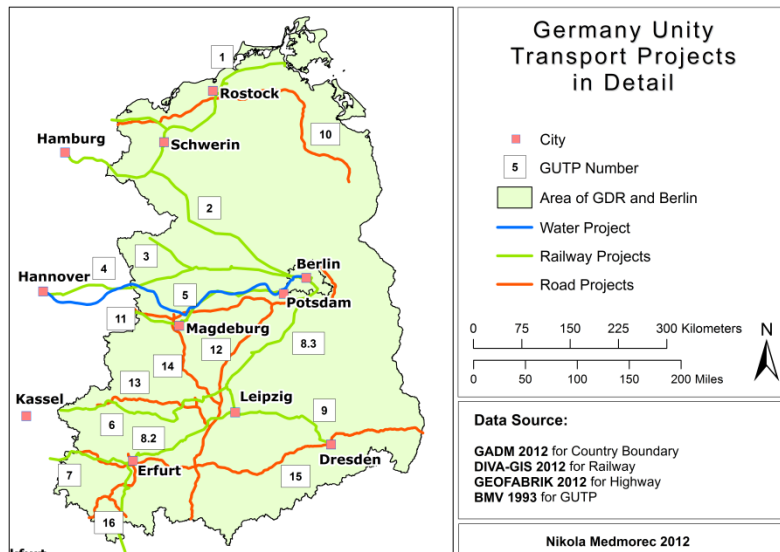 1
Rostock
Hamburg
10
Schwerin
2
3
4
Berlin
Hannover
5
Potsdam
11
Magdeburg
8.3
12
14
13
Kassel
Leipzig
6
9
8.2
Dresden
Erfurt
7
15
16
Germany Unity
Transport Projects
in Detail
City
5 GUTP Number
Area of GDR and Berlin
Water Project
Railway Projects
Road Projects
0 75 150 225 300 Kilometers
N
0 50 100 150 200 Miles
Data Source:
GADM 2012 for Country Boundary
DIVA-GIS 2012 for Railway
GEOFABRIK 2012 for Highway
BMV 1993 for GUTP
Nikola Medmorec 2012